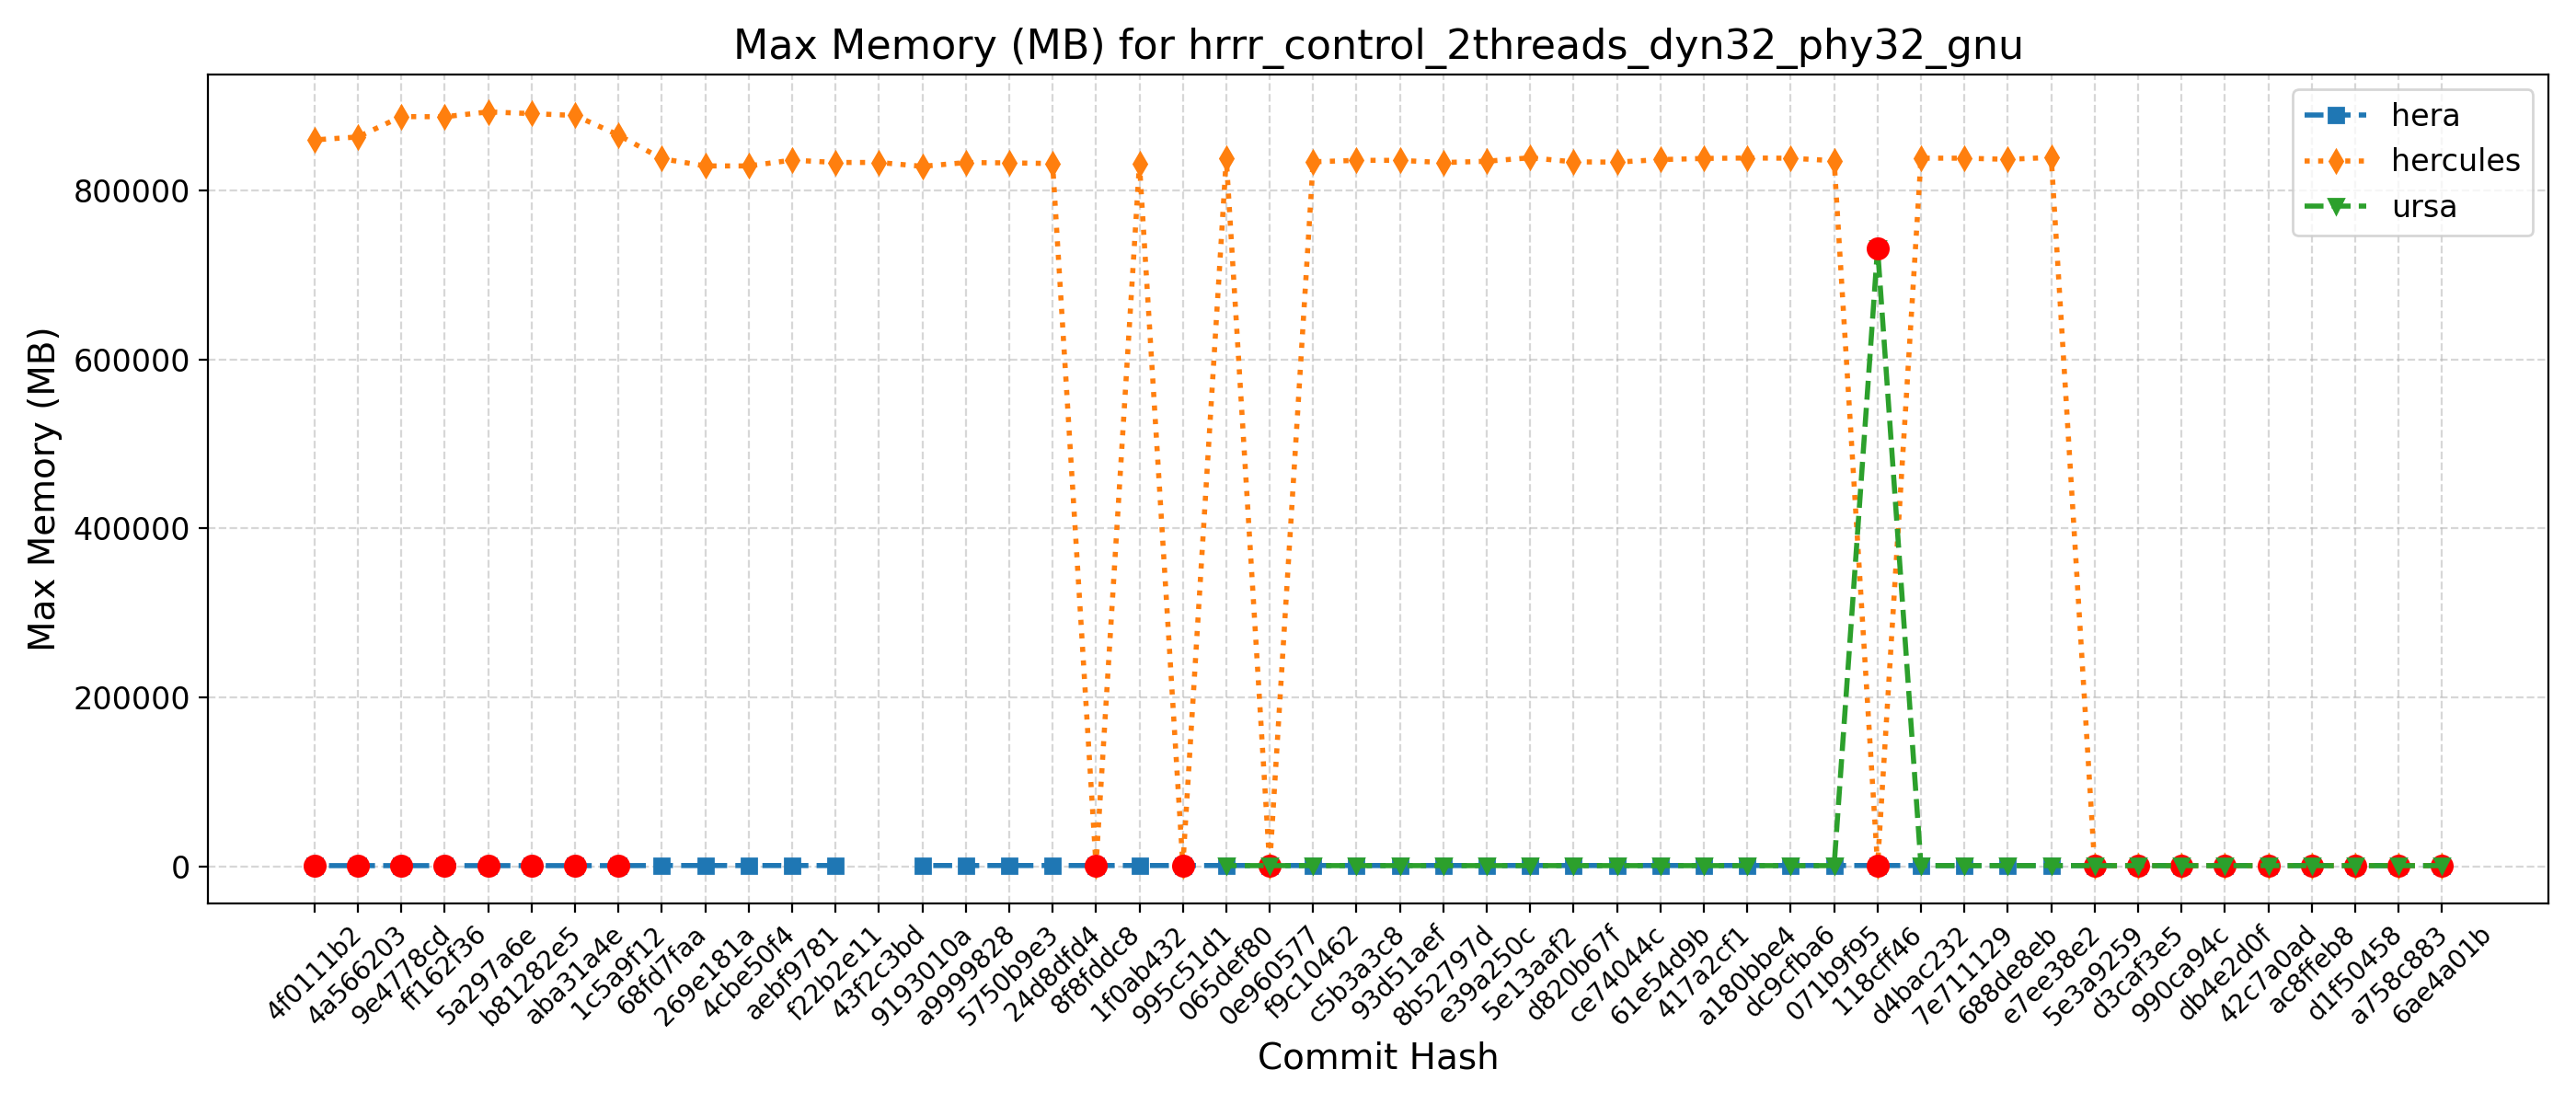 Max Memory (MB) for hrrr_control_2threads_dyn32_phy32_gnu
hera
hercules
ursa
Max Memory (MB)
800000
600000
400000
200000
0
4f0111b2
4a566203
9e4778cd
ff162f36
5a297a6e
b81282e5
aba31a4e
1c5a9f12
68fd7faa
269e181a
4cbe50f4
aebf9781
f22b2e11
43f2c3bd
9193010a
a9999828
5750b9e3
24d8dfd4
8f8fddc8
1f0ab432
995c51d1
065def80
0e960577
f9c10462
c5b3a3c8
93d51aef
8b52797d
e39a250c
5e13aaf2
d820b67f
ce74044c
61e54d9b
417a2cf1
a180bbe4
dc9cfba6
071b9f95
118cff46
d4bac232
7e711129
688de8eb
e7ee38e2
5e3a9259
d3caf3e5
990ca94c
db4e2d0f
42c7a0ad
ac8ffeb8
d1f50458
a758c883
6ae4a01b
Commit Hash